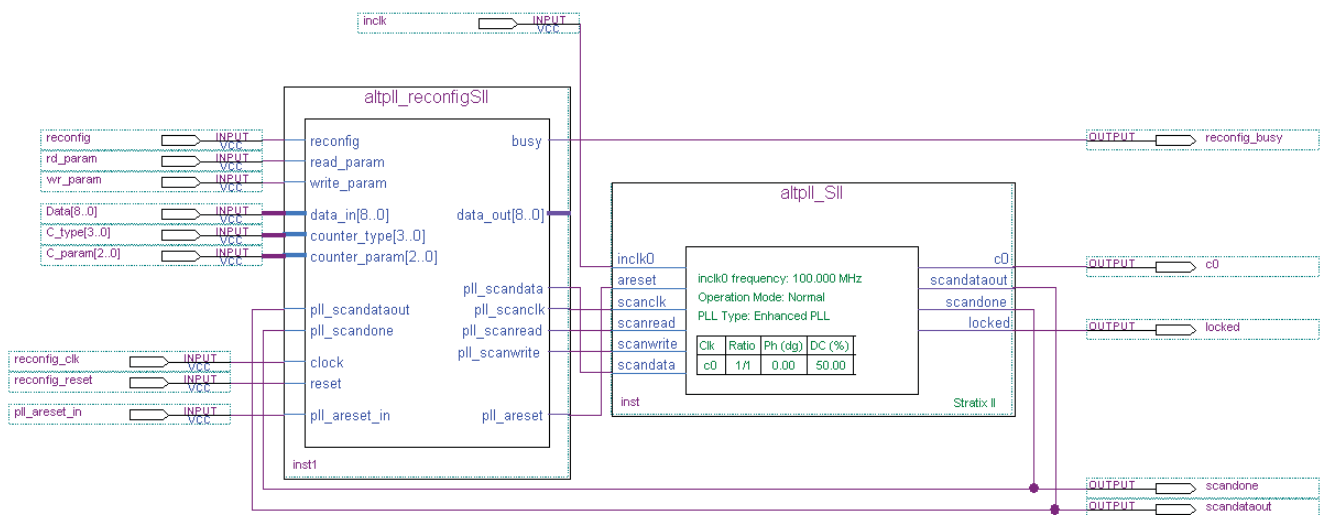 inclk INPUT VCC
altpll_reconfigSII
reconfig INPUT VCC
rd_param INPUT VCC
wr_param INPUT VCC
Data[8..0] INPUT VCC
C_type[3..0] INPUT VCC
C_param[2..0] INPUT VCC
reconfig_clk INPUT VCC
reconfig_reset INPUT VCC
pll_areset_in INPUT VCC
reconfig busy
read_param
write_param
data_in[8..0] data_out[8..0]
counter_type[3..0]
counter_param[2..0]
pll_scandata
pll_scandataout pll_scanclk
pll_scandone pll_scanread
pll_scanwrite
clock
reset
pll_areset_in pll_areset
inst1
altpll_SII
inclk0 c0
areset scandataout
scanclk scandone
scanread locked
scanwrite
scandata
inclk0 frequency: 100.000 MHz
Operation Mode: Normal
PLL Type: Enhanced PLL
Clk Ratio Ph (dg) DC (%)
c0 1/1 0.00 50.00
inst Stratix II
OUTPUT reconfig_busy
OUTPUT c0
OUTPUT locked
OUTPUT scandone
OUTPUT scandataout